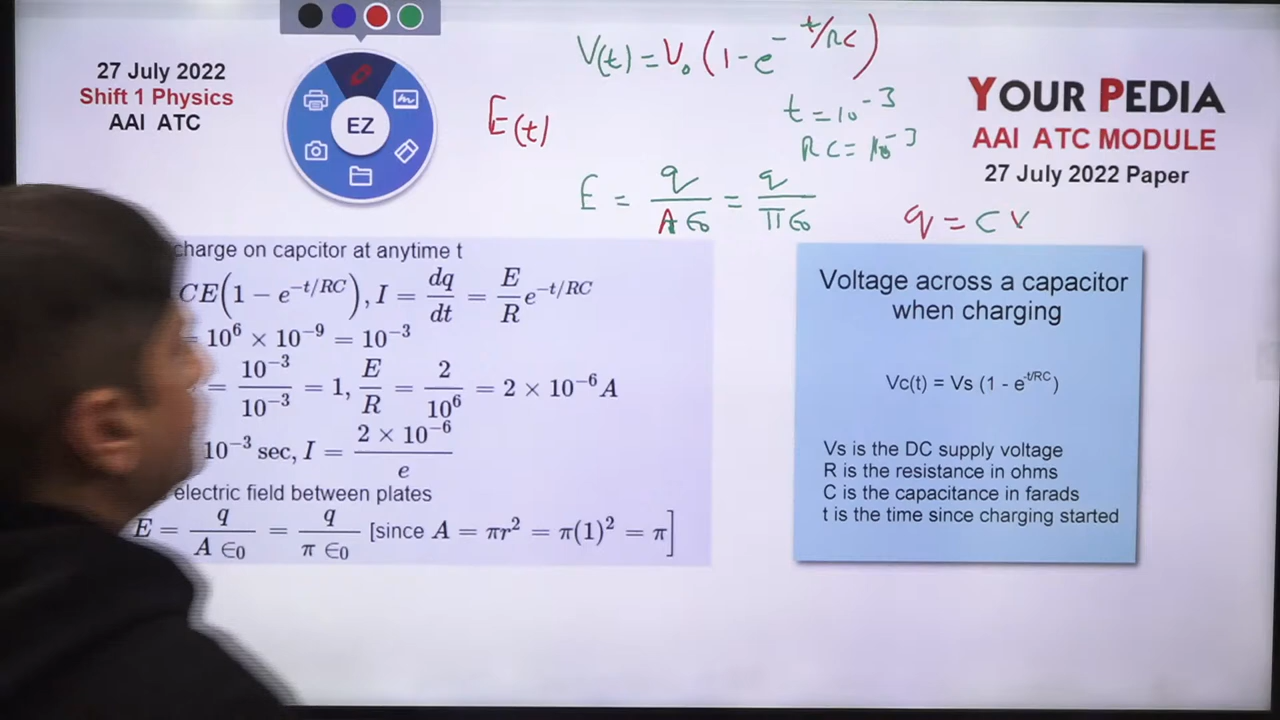 27 July 2022
Shift 1 Physics
AAI ATC
EZ
V(t) = V₀ (1 - e^{-t/RC})
E(t)
t = 10^{-3}
RC = 10^{-3}
E = q/(A∈₀) = q/(π∈₀)
q = CV
YOUR PEDIA
AAI ATC MODULE
27 July 2022 Paper
charge on capcitor at anytime t
CE(1 − e^{−t/RC}), I = dq/dt = E/R e^{−t/RC}
= 10^6 × 10^{−9} = 10^{−3}
= 10^{−3}/10^{−3} = 1, E/R = 2/10^6 = 2 × 10^{−6} A
10^{−3} sec, I = (2 × 10^{−6})/e
electric field between plates
E = q/(A ∈₀) = q/(π ∈₀) [since A = πr² = π(1)² = π]
Voltage across a capacitor
when charging
Vc(t) = Vs (1 - e^{-t/RC})
Vs is the DC supply voltage
R is the resistance in ohms
C is the capacitance in farads
t is the time since charging started